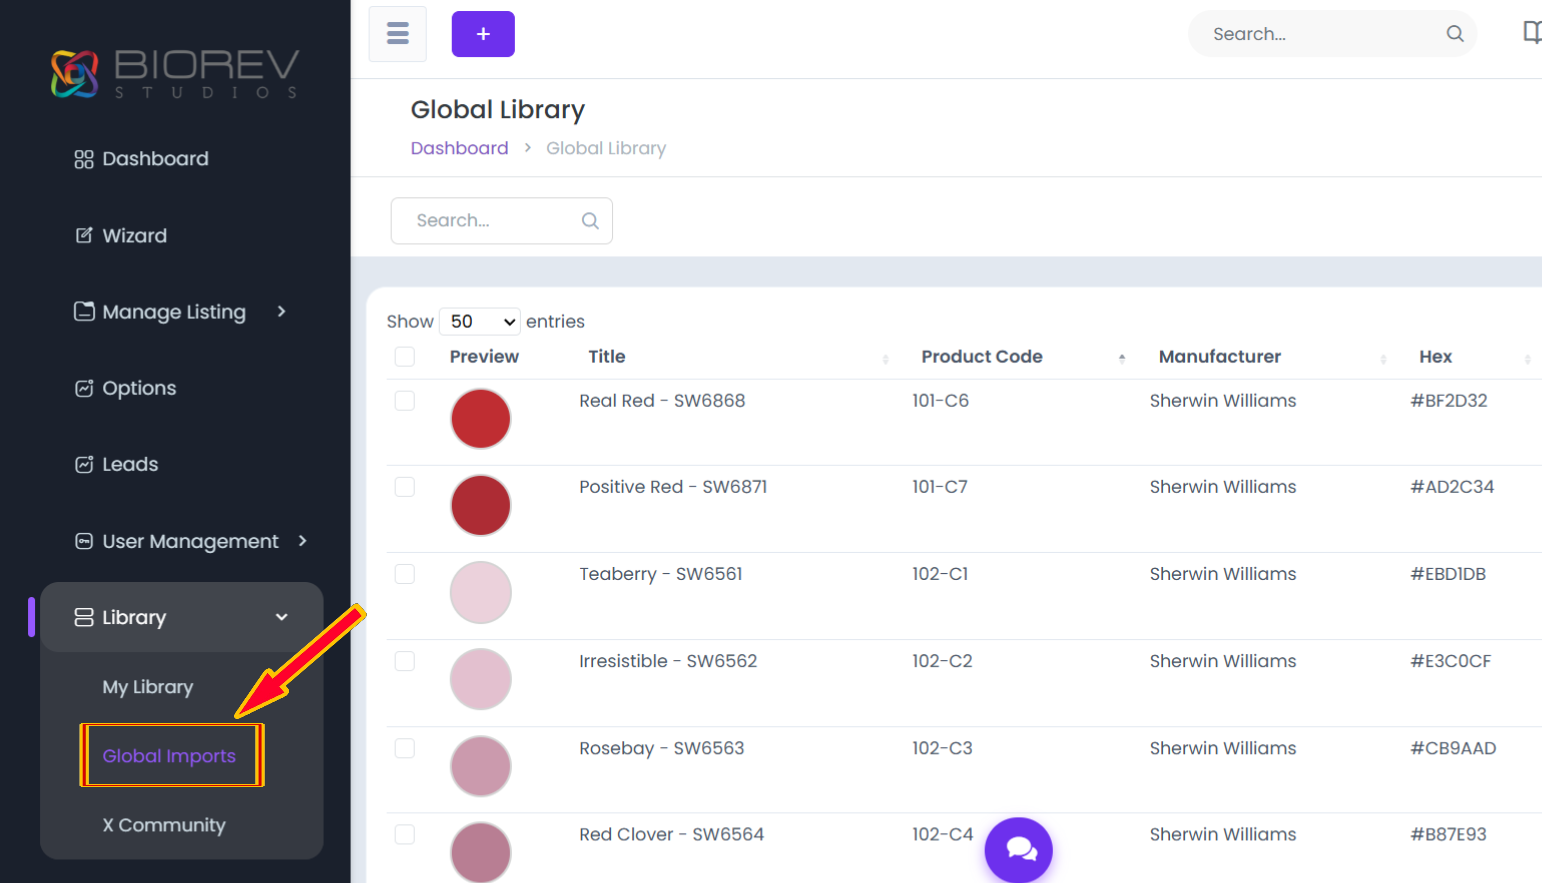 BIOREV
STUDIOS
Dashboard
Wizard
Manage Listing
Options
Leads
User Management
Library
My Library
Global Imports
X Community
+
Search...
Global Library
Dashboard > Global Library
Search...
Show 50 entries
Preview Title Product Code Manufacturer Hex
Real Red - SW6868 101-C6 Sherwin Williams #BF2D32
Positive Red - SW6871 101-C7 Sherwin Williams #AD2C34
Teaberry - SW6561 102-C1 Sherwin Williams #EBD1DB
Irresistible - SW6562 102-C2 Sherwin Williams #E3C0CF
Rosebay - SW6563 102-C3 Sherwin Williams #CB9AAD
Red Clover - SW6564 102-C4 Sherwin Williams #B87E93